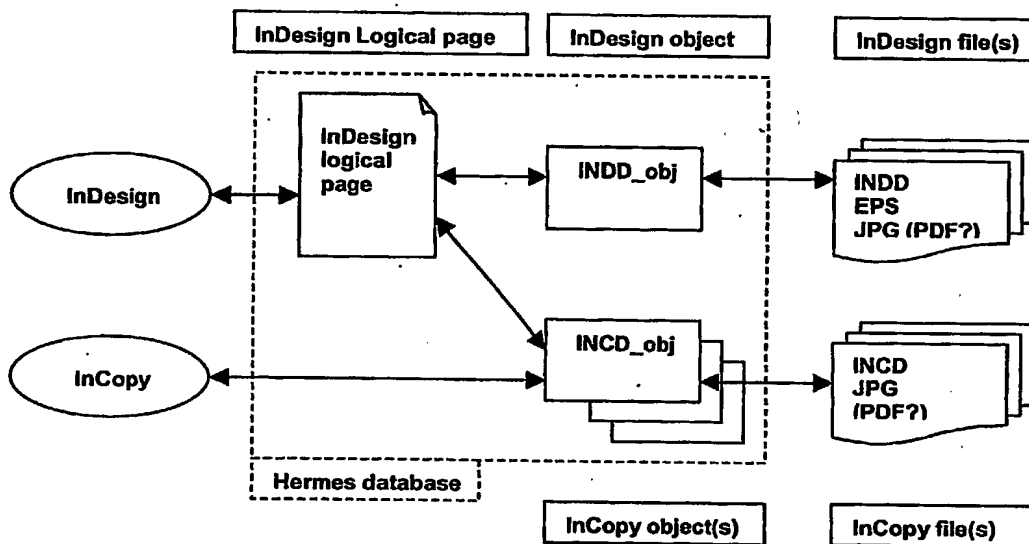 InDesign Logical page
InDesign object
InDesign file(s)
InDesign
logical
page
InDesign
INDD_obj
INDD
EPS
JPG (PDF?)
InCopy
INCD_obj
INCD
JPG
(PDF?)
Hermes database
InCopy object(s)
InCopy file(s)